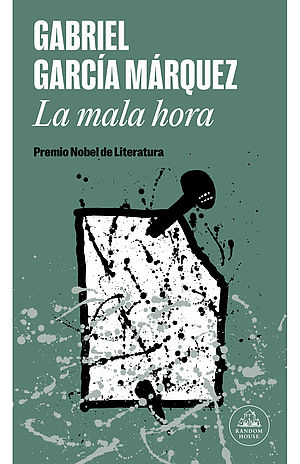 GABRIEL
GARCÍA MÁRQUEZ
La mala hora
Premio Nobel de Literatura
RANDOM
HOUSE